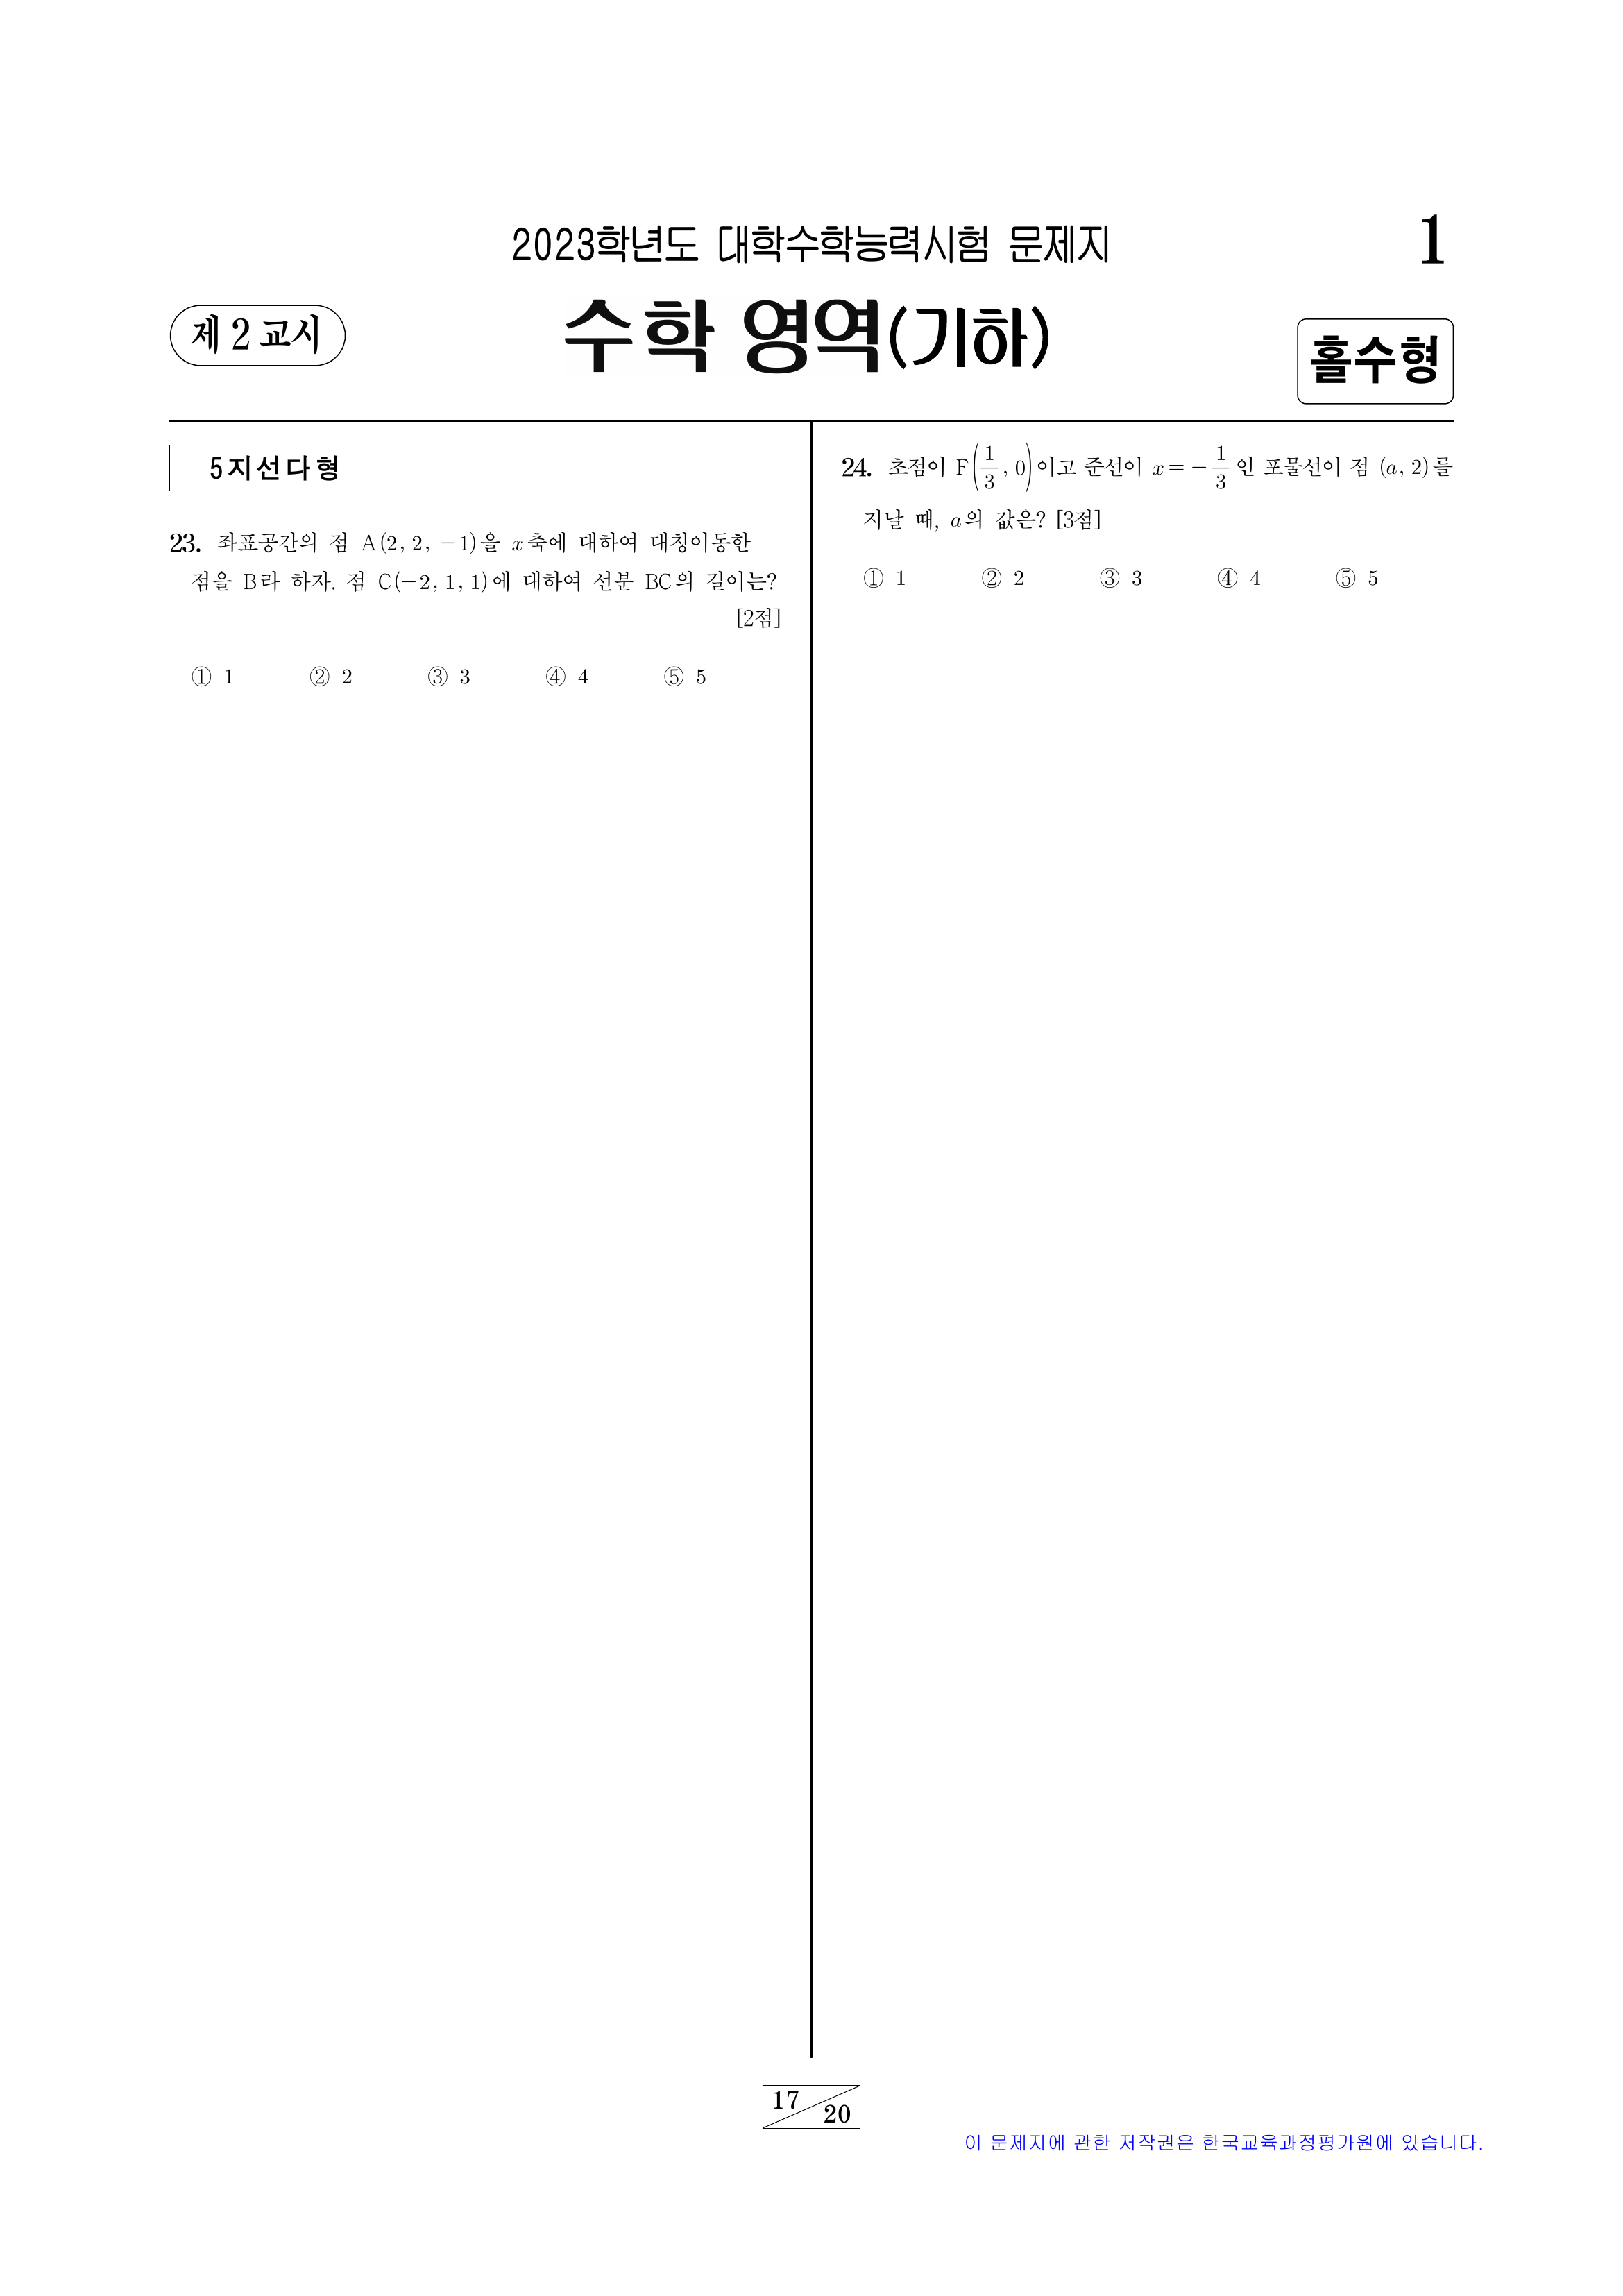 2023학년도 대학수학능력시험 문제지
1
제 2 교시
수학 영역(기하)
홀수형
5지선다형
23. 좌표공간의 점 A(2, 2, −1)을 x축에 대하여 대칭이동한
점을 B라 하자. 점 C(−2, 1, 1)에 대하여 선분 BC의 길이는?
[2점]
① 1 ② 2 ③ 3 ④ 4 ⑤ 5
24. 초점이 F(1/3, 0)이고 준선이 x = −1/3인 포물선이 점 (a, 2)를
지날 때, a의 값은? [3점]
① 1 ② 2 ③ 3 ④ 4 ⑤ 5
17
20
이 문제지에 관한 저작권은 한국교육과정평가원에 있습니다.